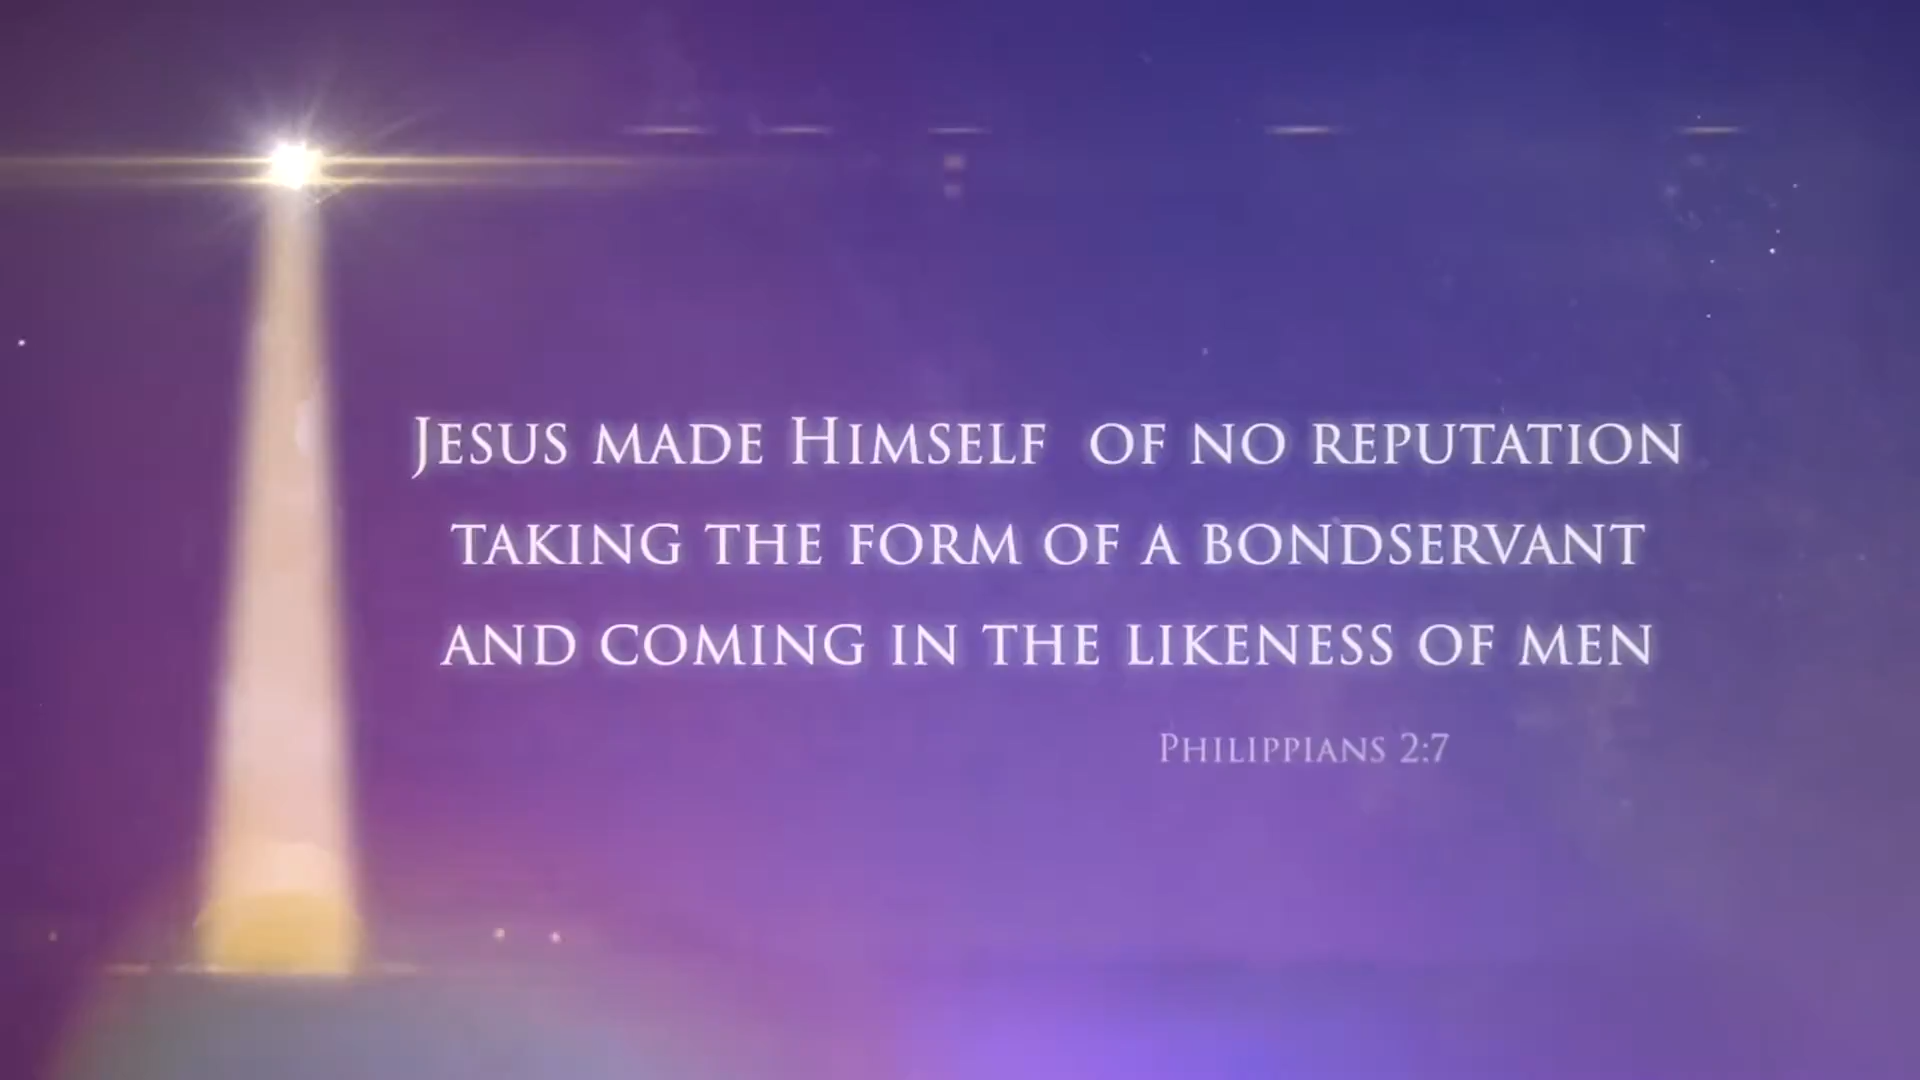 Jesus made Himself of no reputation
taking the form of a bondservant
and coming in the likeness of men
Philippians 2:7